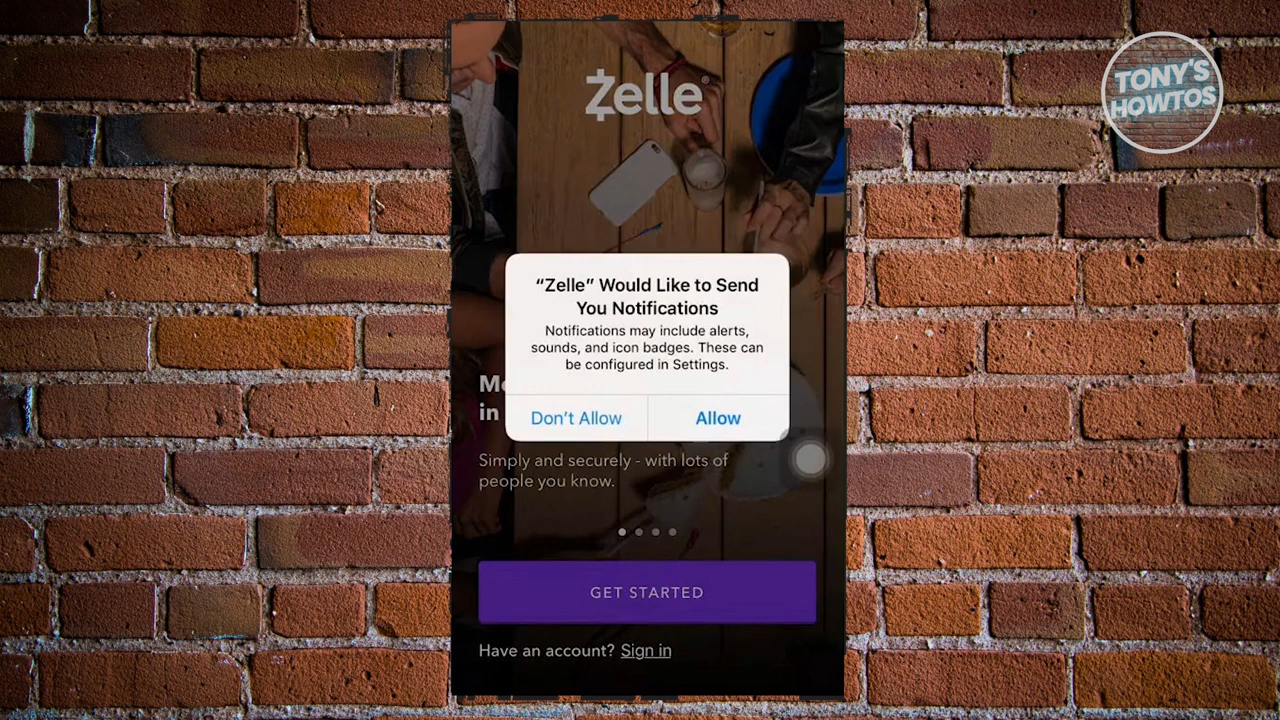 TONY'S
HOWTOS
Zelle®
“Zelle” Would Like to Send
You Notifications
Notifications may include alerts,
sounds, and icon badges. These can
be configured in Settings.
in
Don’t Allow
Allow
Simply and securely - with lots of
people you know.
GET STARTED
Have an account? Sign in